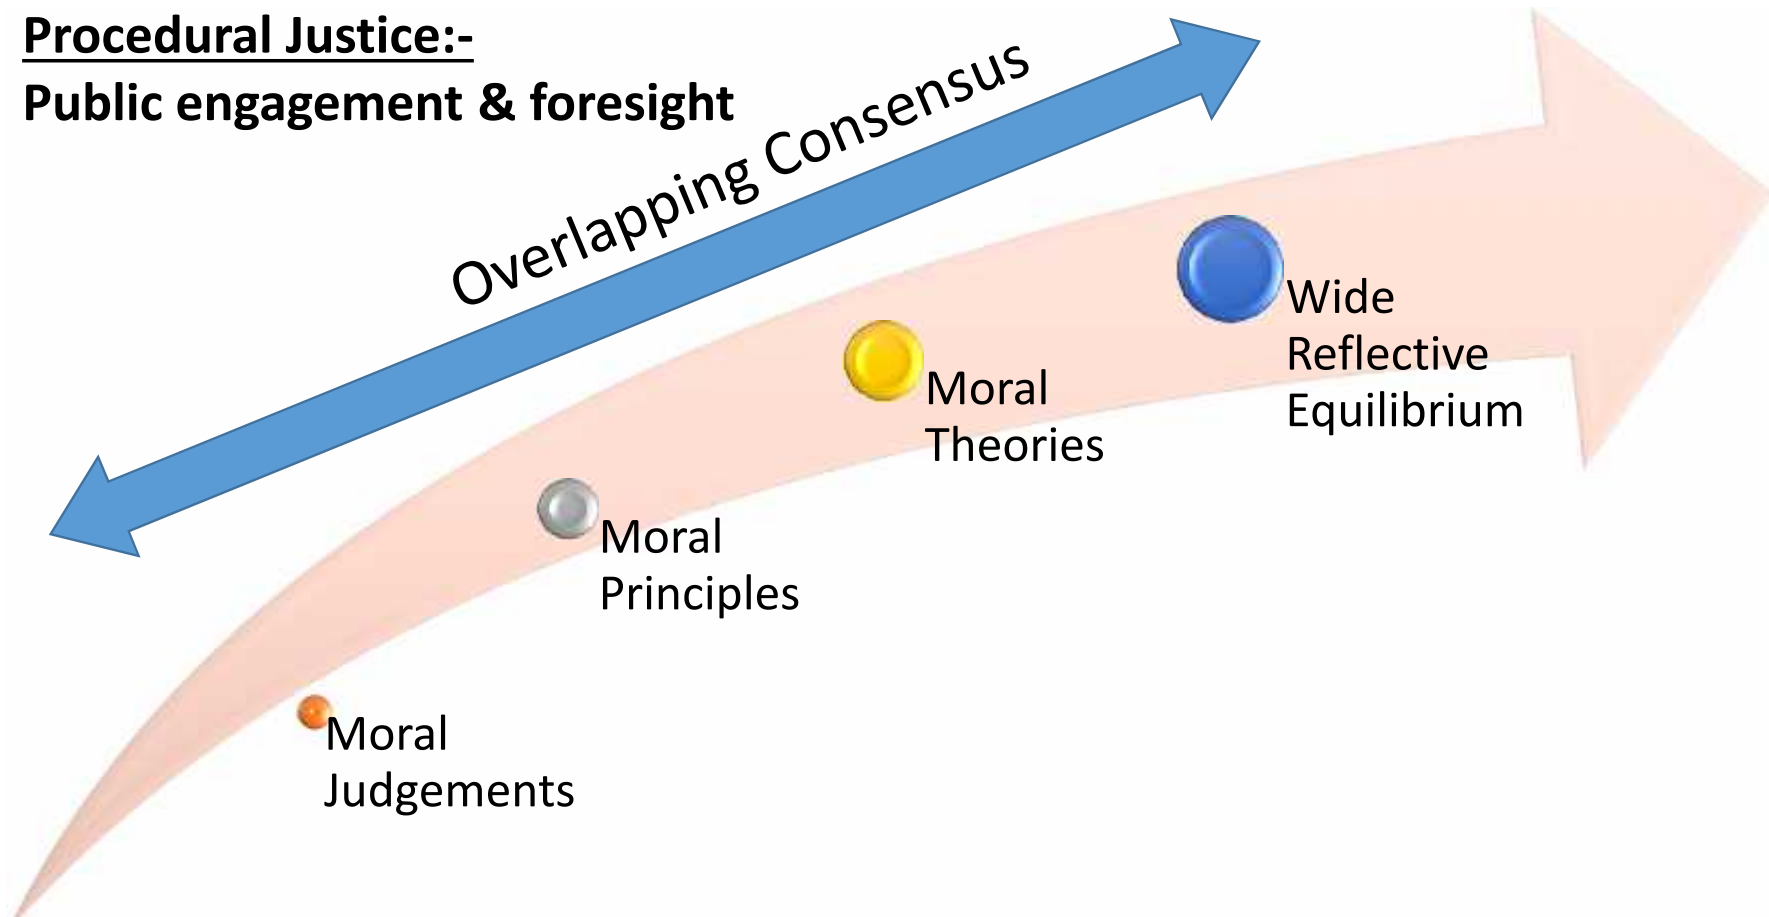 Procedural Justice:-
Public engagement & foresight
Overlapping Consensus
Wide
Reflective
Equilibrium
Moral
Theories
Moral
Principles
Moral
Judgements